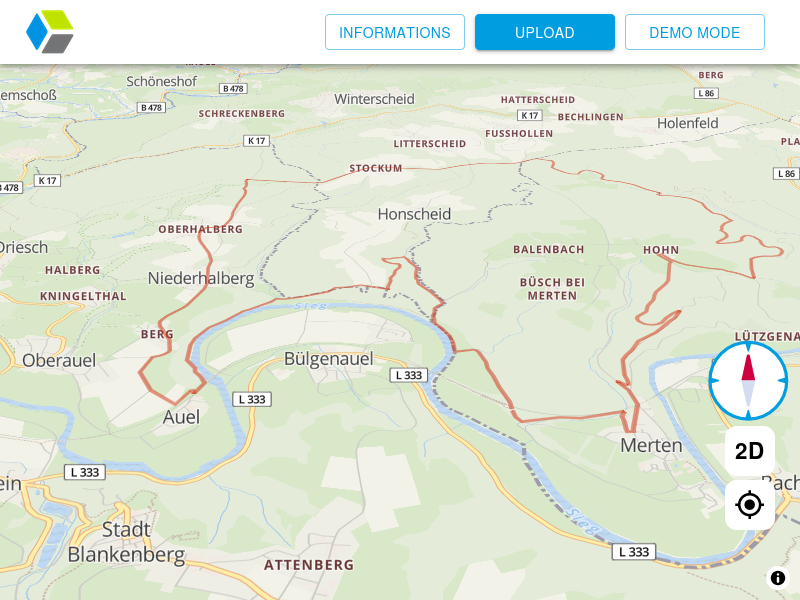 INFORMATIONS
UPLOAD
DEMO MODE
BERG
Schöneshof
B 478
L 86
emschoß
Winterscheid
HATTERSCHEID
B 478
SCHRECKENBERG
K 17
BECHLINGEN
Holenfeld
FUSSHOLLEN
K 17
LITTERSCHEID
PLA
STOCKUM
L 86
K 17
B 478
Honscheid
OBERHALBERG
Driesch
BALENBACH
HOHN
HALBERG
Niederhalberg
BÜSCH BEI
MERTEN
KNINGELTHAL
Sieg
BERG
LÜTZGENA
Oberauel
Bülgenauel
L 333
L 333
Auel
Merten
2D
L 333
ein
Bach
Sieg
Stadt
Blankenberg
L 333
ATTENBERG